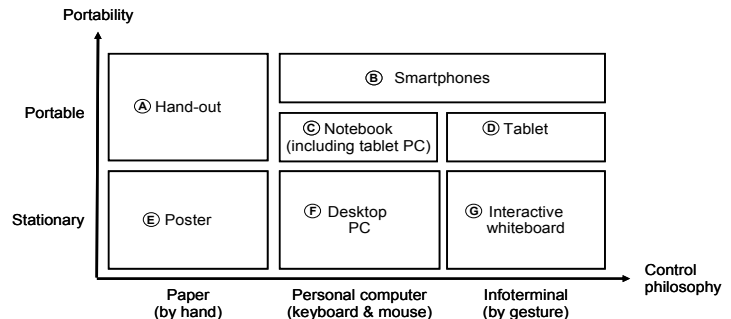 Portability
Portable
Ⓐ Hand-out
Ⓑ Smartphones
Ⓒ Notebook
(including tablet PC)
Ⓓ Tablet
Stationary
Ⓔ Poster
Ⓕ Desktop
PC
Ⓖ Interactive
whiteboard
Control
philosophy
Paper
(by hand)
Personal computer
(keyboard & mouse)
Infoterminal
(by gesture)